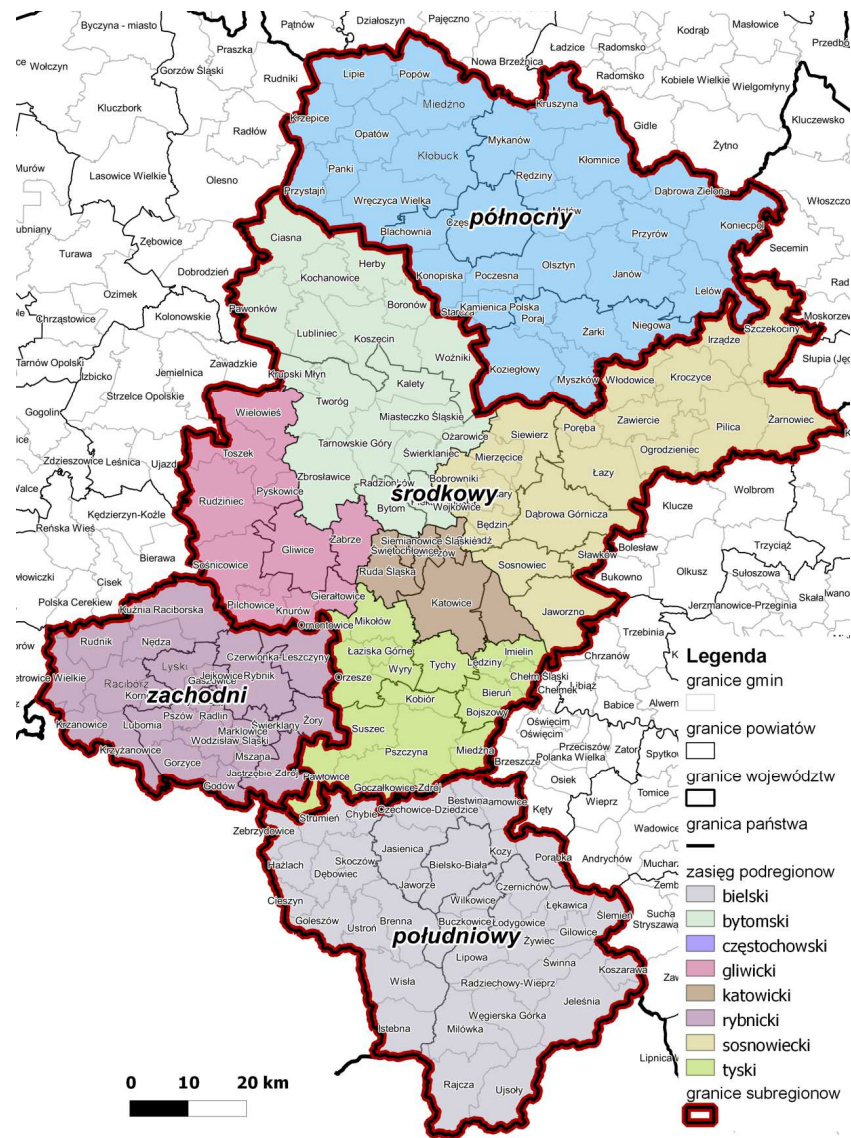 Byczyna - miasto
Pątnów
Działoszyn
Pajęczno
Kodrąb
Masłowice
Praszka
Wołczyn
Gorzów Śląski
Rudniki
Lipie
Popów
Nowa Brzeźnica
Ładzice
Radomsko
Radomsko
Kobiele Wielkie
Wielgomłyny
Kluczbork
Krzepice
Miedźno
Kruszyna
Kluczewsko
Radłów
Opatów
Mykanów
Gidle
Żytno
Murów
Lasowice Wielkie
Olesno
Panki
Kłobuck
Rędziny
Kłomnice
Przystajń
Wręczyca Wielka
Dąbrowa Zielona
Blachownia
północny
Koniecpol
Turawa
Zębowice
Ciasna
Herby
Przyrów
Secemin
Dobrodzień
Kochanowice
Konopiska
Poczesna
Olsztyn
Janów
Lelów
Ozimek
Pawonków
Boronów
Kamienica Polska
Poraj
Niegowa
Chrząstowice
Kolonowskie
Lubliniec
Koszęcin
Żarki
Irządze
Szczekociny
Tarnów Opolski
Zawadzkie
Woźniki
Koziegłowy
Myszków
Włodowice
Kroczyce
Izbicko
Jemielnica
Krupski Młyn
Kalety
Strzelce Opolskie
Wielowieś
Tworóg
Miasteczko Śląskie
Poręba
Zawiercie
Pilica
Żarnowiec
Gogolin
Toszek
Tarnowskie Góry
Ożarowice
Siewierz
Ogrodzieniec
Zdzieszowice
Leśnica
Ujazd
Świerklaniec
Mierzęcice
Łazy
Zbrosławice
Radzionków
Bobrowniki
Rudziniec
Pyskowice
środkowy
Wojkowice
Klucze
Wolbrom
Kędzierzyn-Koźle
Bytom
Będzin
Dąbrowa Górnicza
Reńska Wieś
Gliwice
Zabrze
Siemianowice Śląskie
Świętochłowice
Sławków
Bolesław
Trzyciąż
Bierawa
Sośnicowice
Ruda Śląska
Sosnowiec
Bukowno
Olkusz
Sułoszowa
Cisek
Gierałtowice
Katowice
Jerzmanowice-Przeginia
Skała
Polska Cerekiew
Kuźnia Raciborska
Pilchowice
Knurów
Ornontowice
Mikołów
Jaworzno
Trzebinia
Rudnik
Nędza
Czerwionka-Leszczyny
Łaziska Górne
Wyry
Tychy
Lędziny
Imielin
Chrzanów
Lyski
Rybnik
Orzesze
Chełm Śląski
Chełmek
Libiąż
Racibórz
Jejkowice
Gaszowice
Kobiór
Bieruń
Babice
zachodni
Pszów
Radlin
Świerklany
Żory
Bojszowy
Oświęcim
Oświęcim
Krzanowice
Lubomia
Marklowice
Suszec
Przeciszów
Zator
Krzyżanowice
Wodzisław Śląski
Mszana
Pszczyna
Miedźna
Polanka Wielka
Gorzyce
Jastrzębie-Zdrój
Pawłowice
Brzeszcze
Osiek
Godów
Goczałkowice-Zdrój
Wieprz
Tomice
Strumień
Chybie
Czechowice-Dziedzice
Bestwina
Kęty
Zebrzydowice
Jasienica
Kozy
Porąbka
Andrychów
Hażlach
Skoczów
Bielsko-Biała
Dębowiec
Jaworze
Czernichów
Cieszyn
Wilkowice
Łękawica
Goleszów
Ustroń
Brenna
Buczkowice
Łodygowice
Gilowice
Ślemień
południowy
Żywiec
Lipowa
Świnna
Koszarawa
Wisła
Radziechowy-Wieprz
Jeleśnia
Istebna
Węgierska Górka
Milówka
Rajcza
Ujsoły
Legenda
granice gmin
granice powiatów
granice województw
granica państwa
zasięg podregionow
bielski
bytomski
częstochowski
gliwicki
katowicki
rybnicki
sosnowiecki
tyski
granice subregionow
0 10 20 km